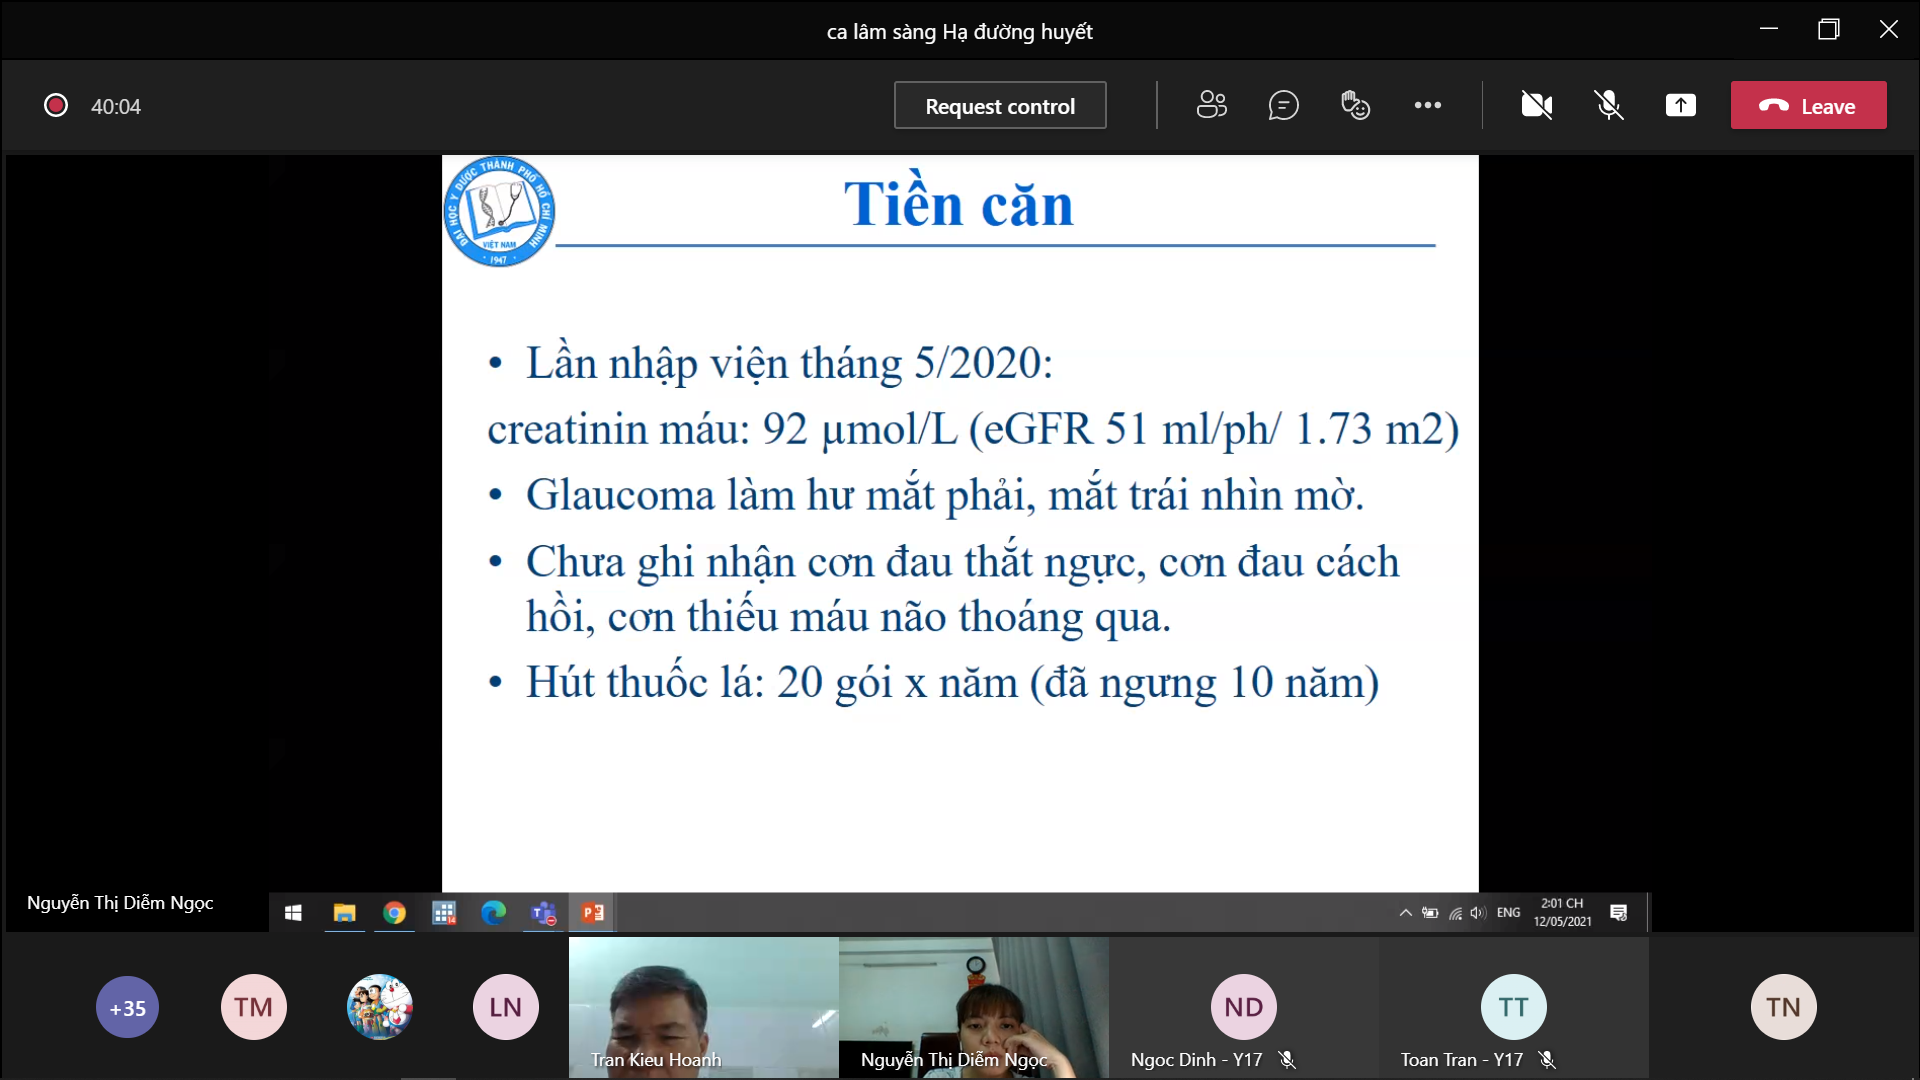 ca lâm sàng Hạ đường huyết
40:04
Request control
Leave
ĐẠI HỌC Y DƯỢC THÀNH PHỐ HỒ CHÍ MINH
VIỆT NAM
1947
Tiền căn
• Lần nhập viện tháng 5/2020:
creatinin máu: 92 µmol/L (eGFR 51 ml/ph/ 1.73 m2)
• Glaucoma làm hư mắt phải, mắt trái nhìn mờ.
• Chưa ghi nhận cơn đau thắt ngực, cơn đau cách
hồi, cơn thiếu máu não thoáng qua.
• Hút thuốc lá: 20 gói x năm (đã ngưng 10 năm)
Nguyễn Thị Diễm Ngọc
14
ENG
2:01 CH
12/05/2021
+35
TM
LN
Tran Kieu Hoanh
Nguyễn Thị Diễm Ngọc
ND
Ngoc Dinh - Y17
TT
Toan Tran - Y17
TN